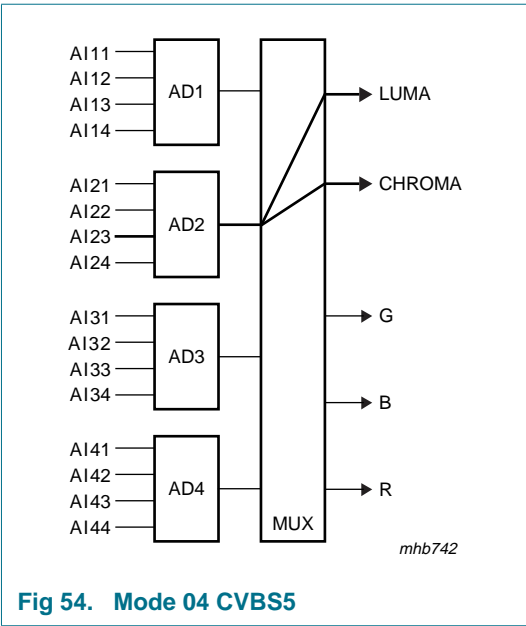 AI11
AI12
AI13
AI14
AD1
AI21
AI22
AI23
AI24
AD2
AI31
AI32
AI33
AI34
AD3
AI41
AI42
AI43
AI44
AD4
MUX
LUMA
CHROMA
G
B
R
mhb742
Fig 54. Mode 04 CVBS5